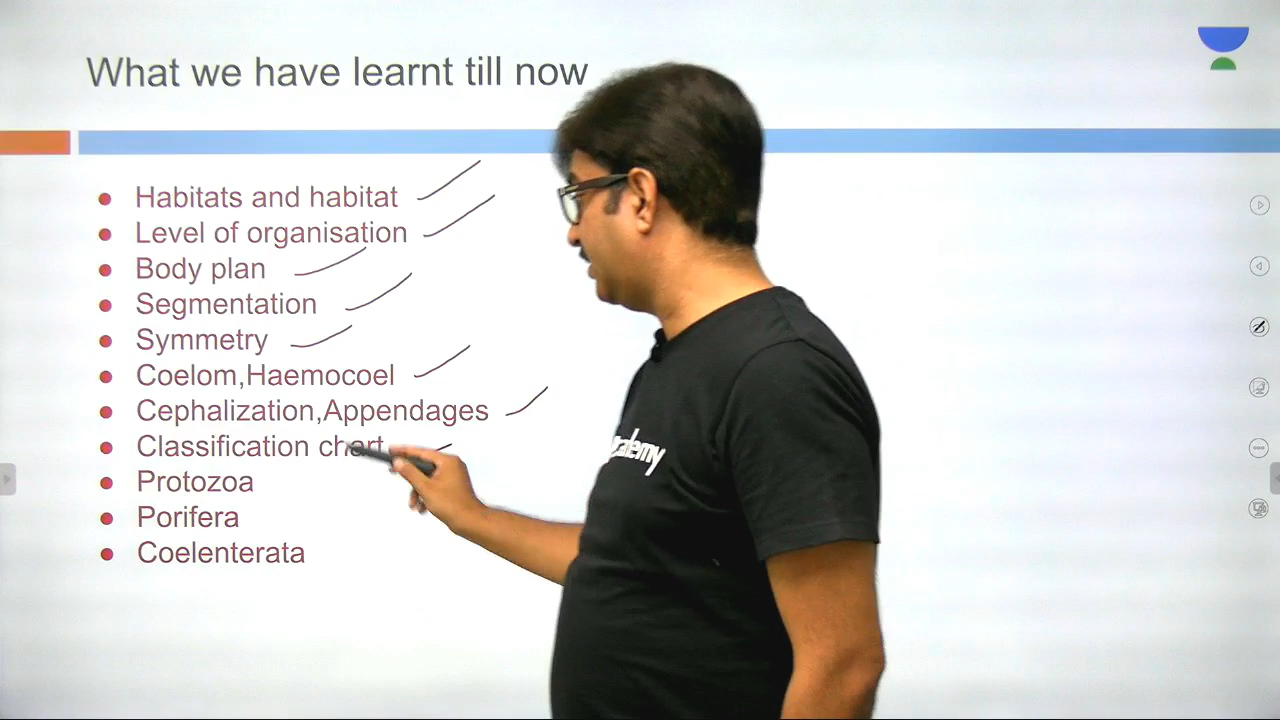 What we have learnt till now
Habitats and habitat
Level of organisation
Body plan
Segmentation
Symmetry
Coelom,Haemocoel
Cephalization,Appendages
Classification chart
Protozoa
Porifera
Coelenterata